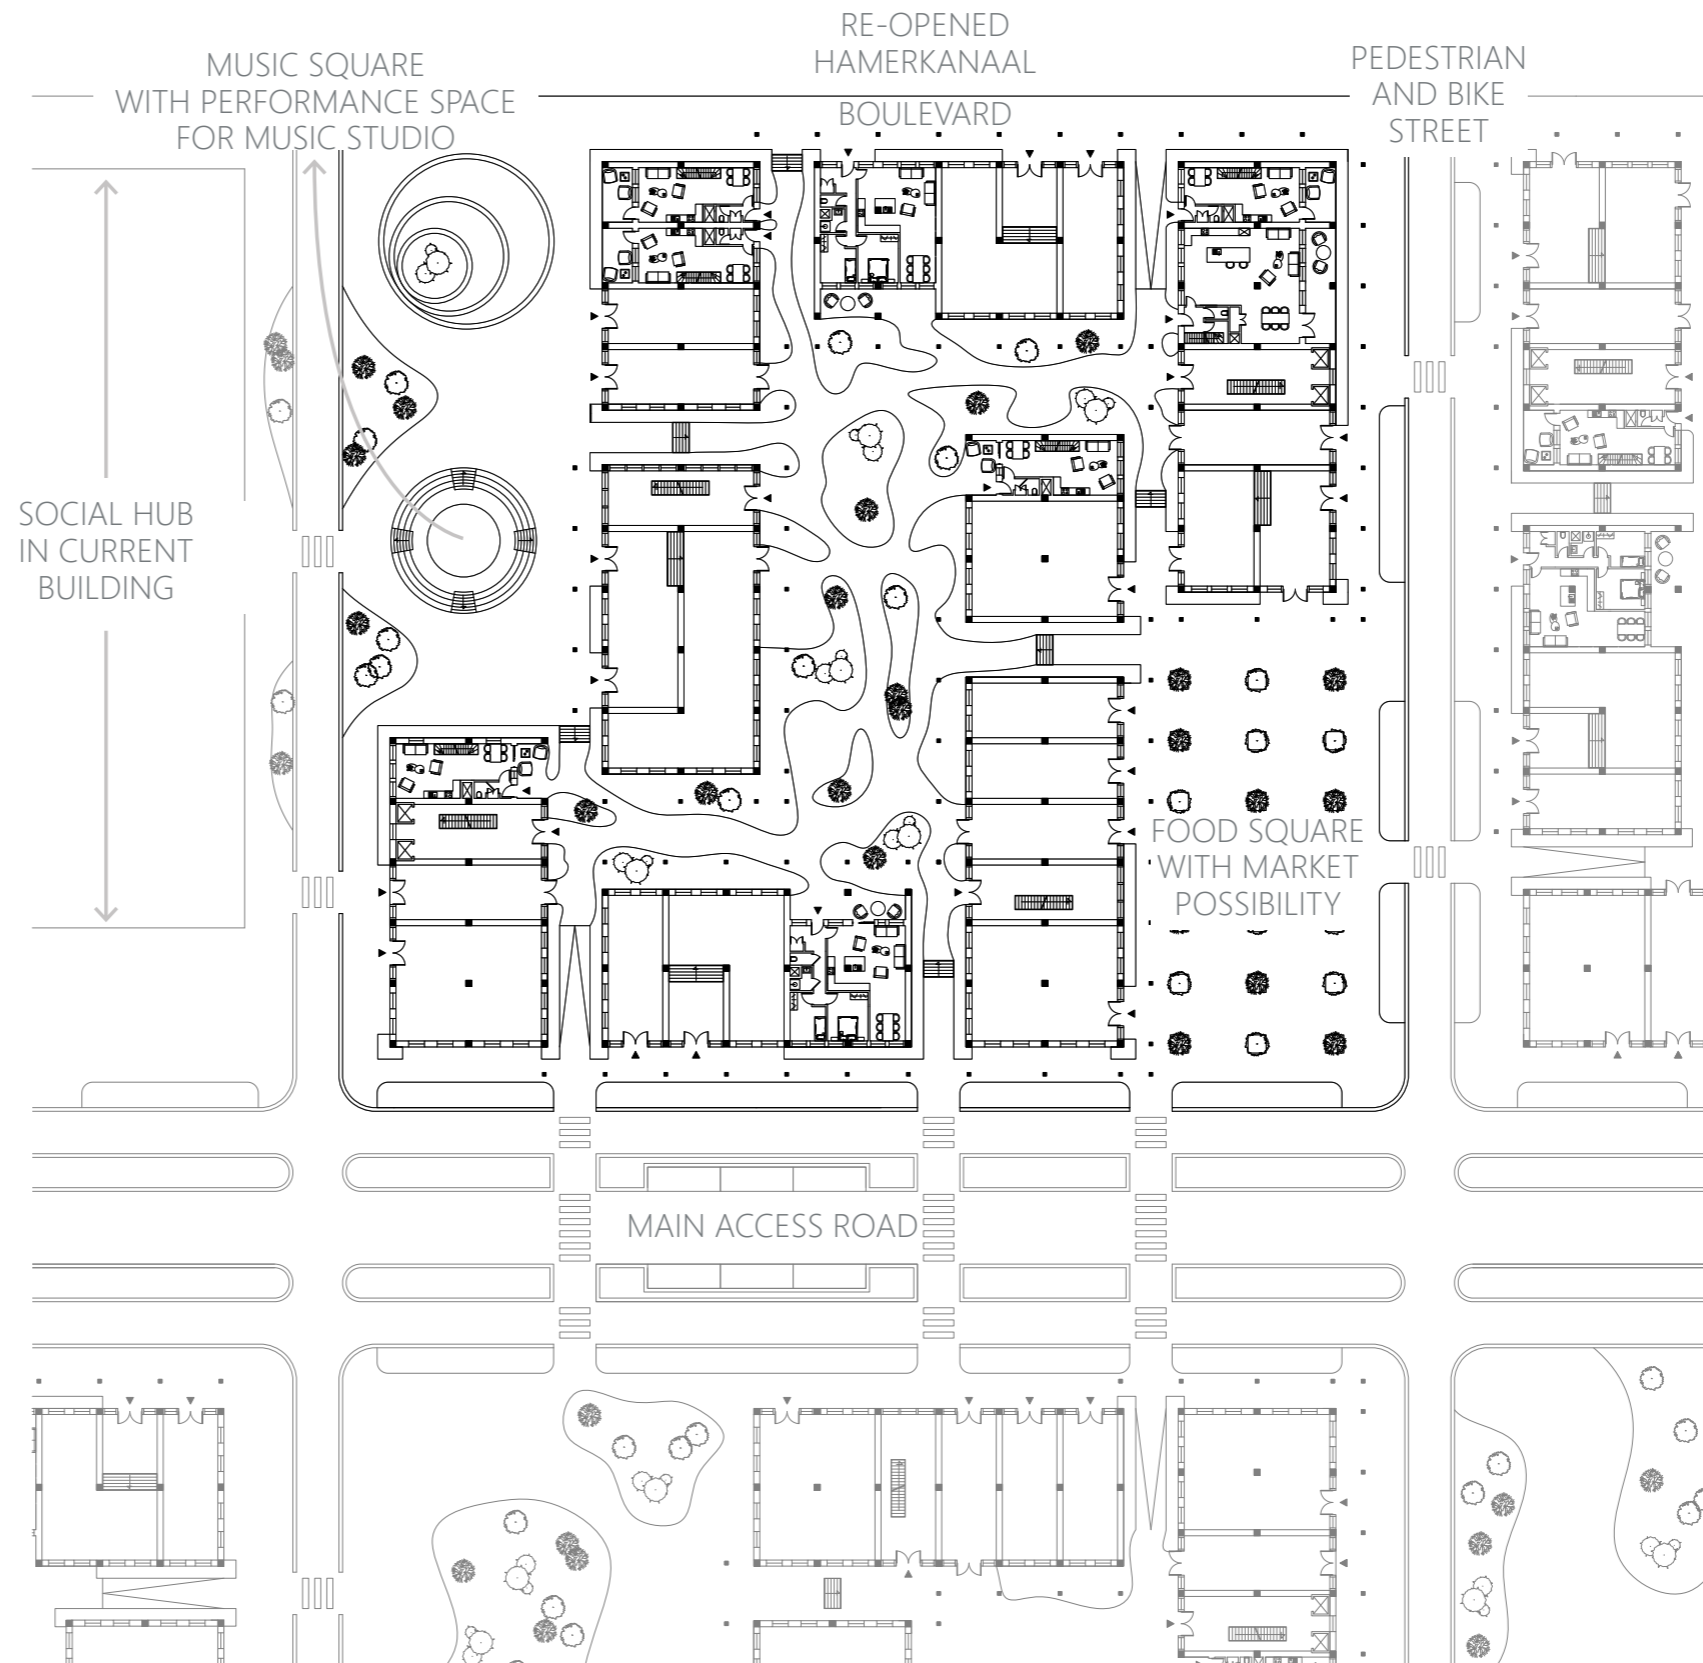 RE-OPENED
HAMERKANAAL
BOULEVARD
MUSIC SQUARE
WITH PERFORMANCE SPACE
FOR MUSIC STUDIO
PEDESTRIAN
AND BIKE
STREET
SOCIAL HUB
IN CURRENT
BUILDING
FOOD SQUARE
WITH MARKET
POSSIBILITY
MAIN ACCESS ROAD